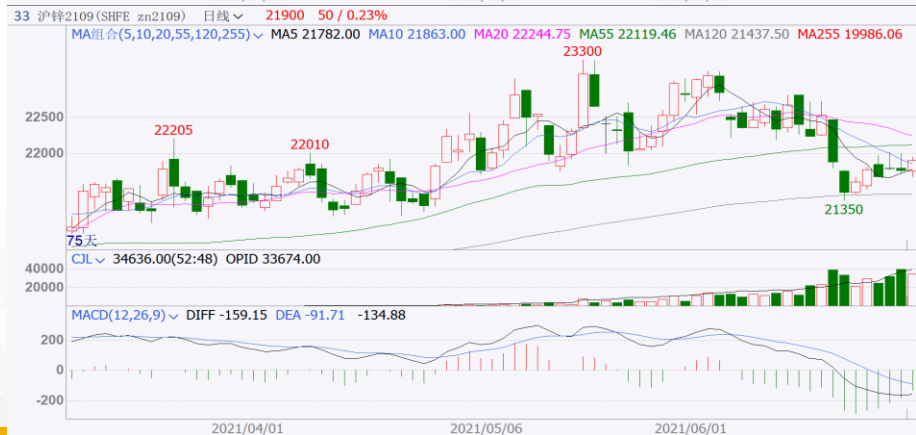 33 沪锌2109(SHFE zn2109) 日线 21900 50 / 0.23%
MA组合(5,10,20,55,120,255) MA5 21782.00 MA10 21863.00 MA20 22244.75 MA55 22119.46 MA120 21437.50 MA255 19986.06
23300
22500
22205
22010
22000
21350
75天
CJL 34636.00(52:48) OPID 33674.00
40000
20000
MACD(12,26,9) DIFF -159.15 DEA -91.71 -134.88
200
0
-200
2021/04/01 2021/05/06 2021/06/01